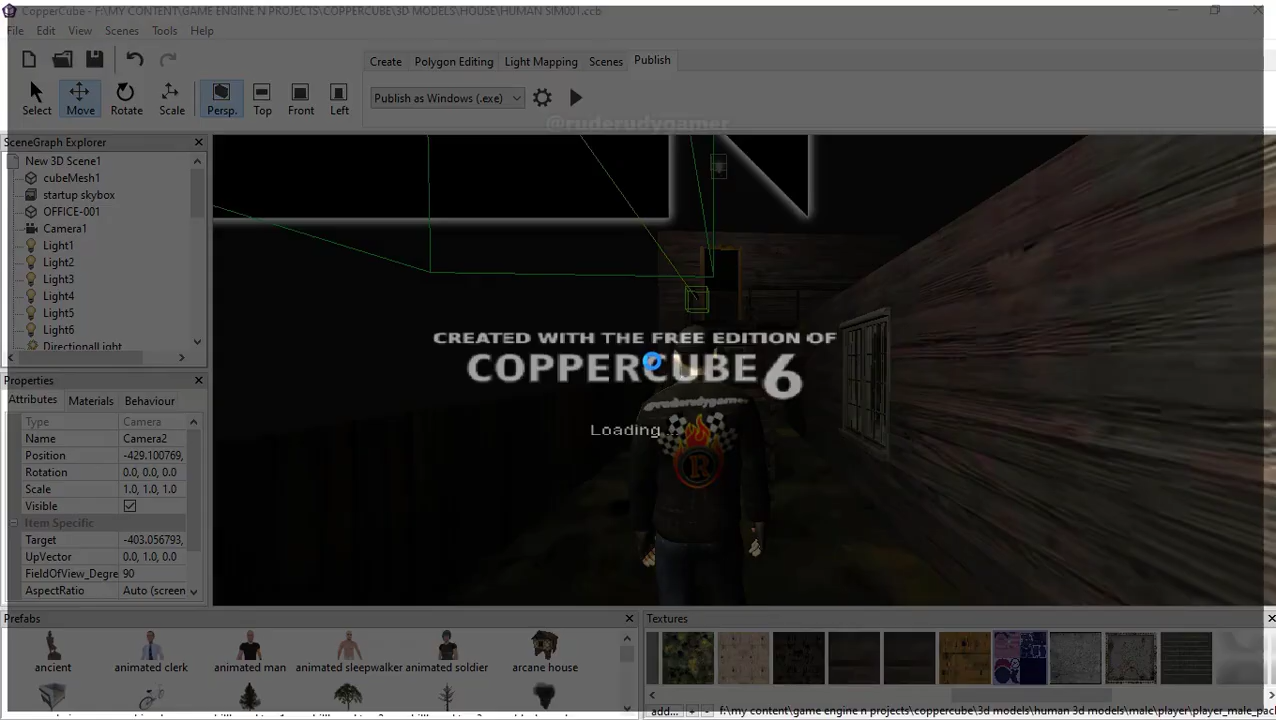 CopperCube - F:\MY CONTENT\GAME ENGINE N PROJECTS\COPPERCUBE\3D MODELS\HOUSE\HUMAN SIM001.ccb
File Edit View Scenes Tools Help
Create Polygon Editing Light Mapping Scenes Publish
Select Move Rotate Scale Persp. Top Front Left
Publish as Windows (.exe)
@ruderudygamer
SceneGraph Explorer
New 3D Scene1
cubeMesh1
startup skybox
OFFICE-001
Camera1
Light1
Light2
Light3
Light4
Light5
Light6
DirectionalLight
N
CREATED WITH THE FREE EDITION OF
COPPERCUBE 6
Loading...
@ruderudygamer
R
Properties
Attributes Materials Behaviour
Type Camera
Name Camera2
Position -429.100769,
Rotation 0.0, 0.0, 0.0
Scale 1.0, 1.0, 1.0
Visible
Item Specific
Target -403.056793,
UpVector 0.0, 1.0, 0.0
FieldOfView_Degre 90
AspectRatio Auto (screen
Prefabs
ancient animated clerk animated man animated sleepwalker animated soldier arcane house
Textures
add... + - f:\my content\game engine n projects\coppercube\3d models\human 3d models\male\player\player_male_pac